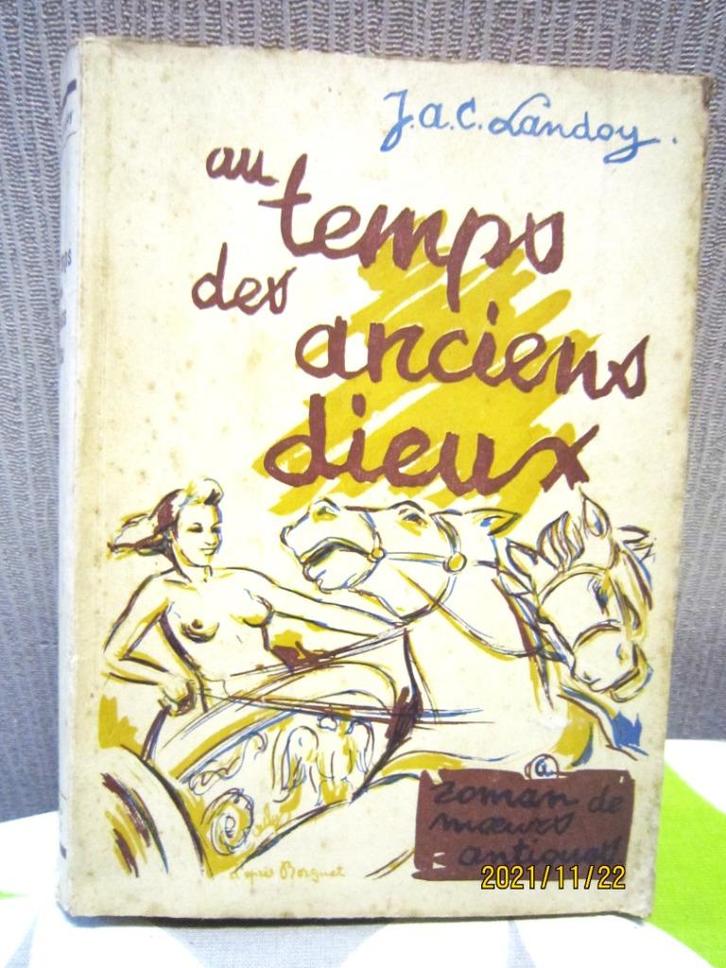 J.A.C. Landoy.
au
temps
des
anciens
dieux
roman de
mœurs
antiques
d'après Borgnet
2021/11/22